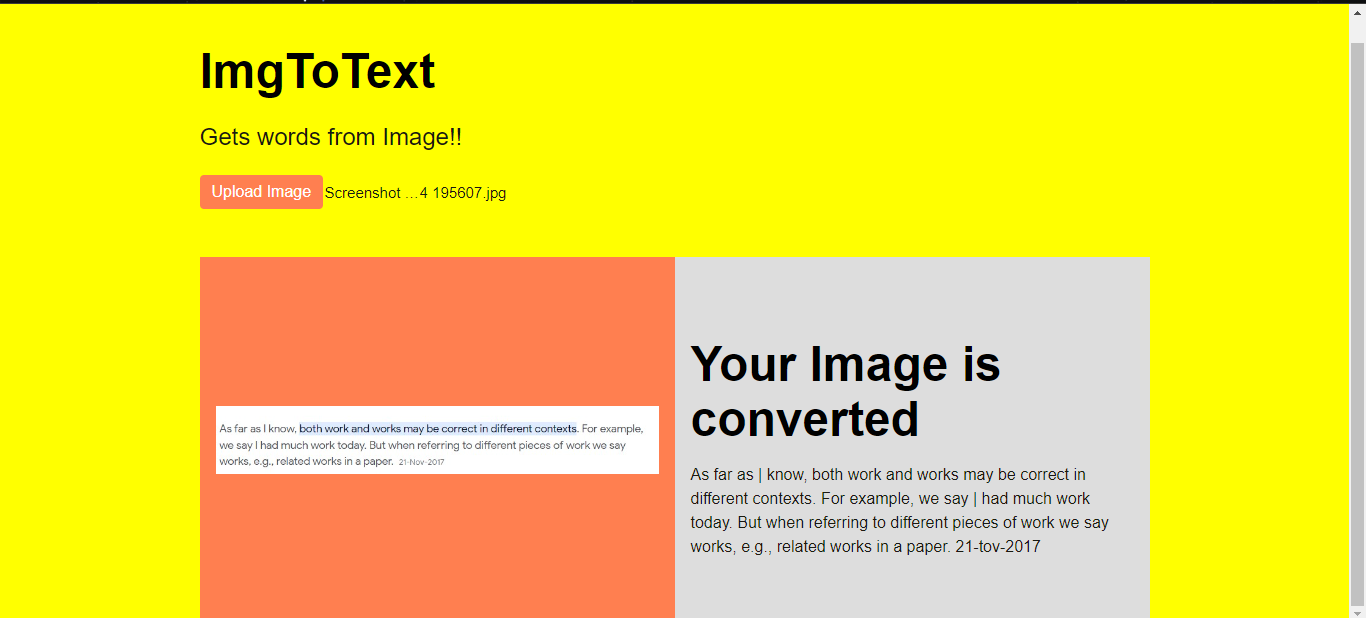 ImgToText
Gets words from Image!!
Upload Image Screenshot ...4 195607.jpg
As far as I know, both work and works may be correct in different contexts. For example,
we say I had much work today. But when referring to different pieces of work we say
works, e.g., related works in a paper. 21-Nov-2017
Your Image is
converted
As far as | know, both work and works may be correct in
different contexts. For example, we say | had much work
today. But when referring to different pieces of work we say
works, e.g., related works in a paper. 21-tov-2017